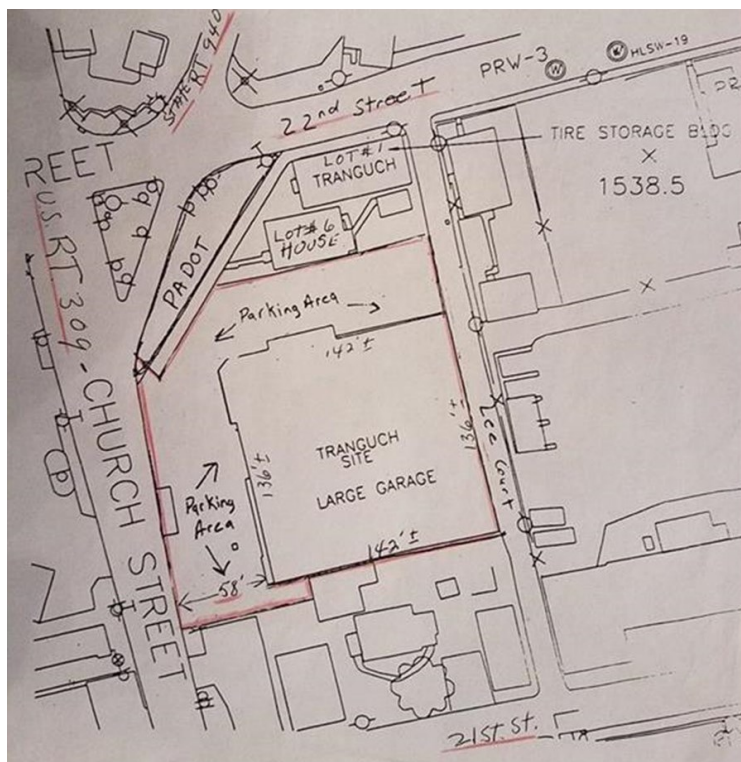 STATE RT 940
22nd Street
PRW-3
W
W
HLSW-19
REET
U.S. RT 309 - CHURCH STREET
LOT #1
TRANGUCH
TIRE STORAGE BLDG
X
1538.5
LOT #6
HOUSE
PADOT
Parking Area
142'±
136'±
TRANGUCH
SITE
LARGE GARAGE
136'±
Lee Court
Parking
Area
142'±
58'
21st. St.